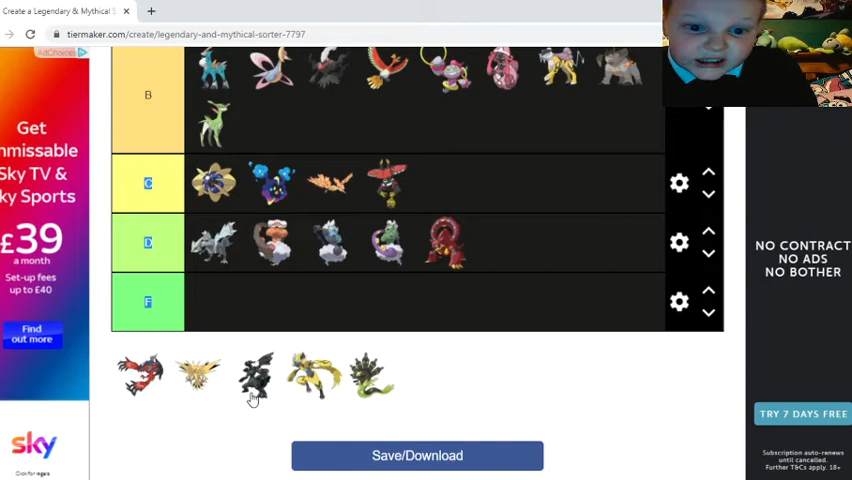 Create a Legendary & Mythical S
tiermaker.com/create/legendary-and-mythical-sorter-7797
AdChoices
Get
nmissable
Sky TV &
ky Sports
£39
a month
Set-up fees
up to £40
Find
out more
sky
B
C
D
F
Save/Download
NO CONTRACT
NO ADS
NO BOTHER
TRY 7 DAYS FREE
Subscription auto-renews
until cancelled.
Further T&Cs apply. 18+